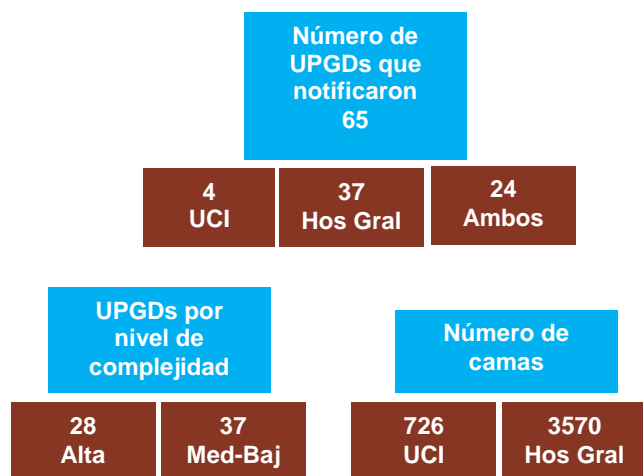 Número de
UPGDs que
notificaron
65
4
UCI
37
Hos Gral
24
Ambos
UPGDs por
nivel de
complejidad
28
Alta
37
Med-Baj
Número de
camas
726
UCI
3570
Hos Gral